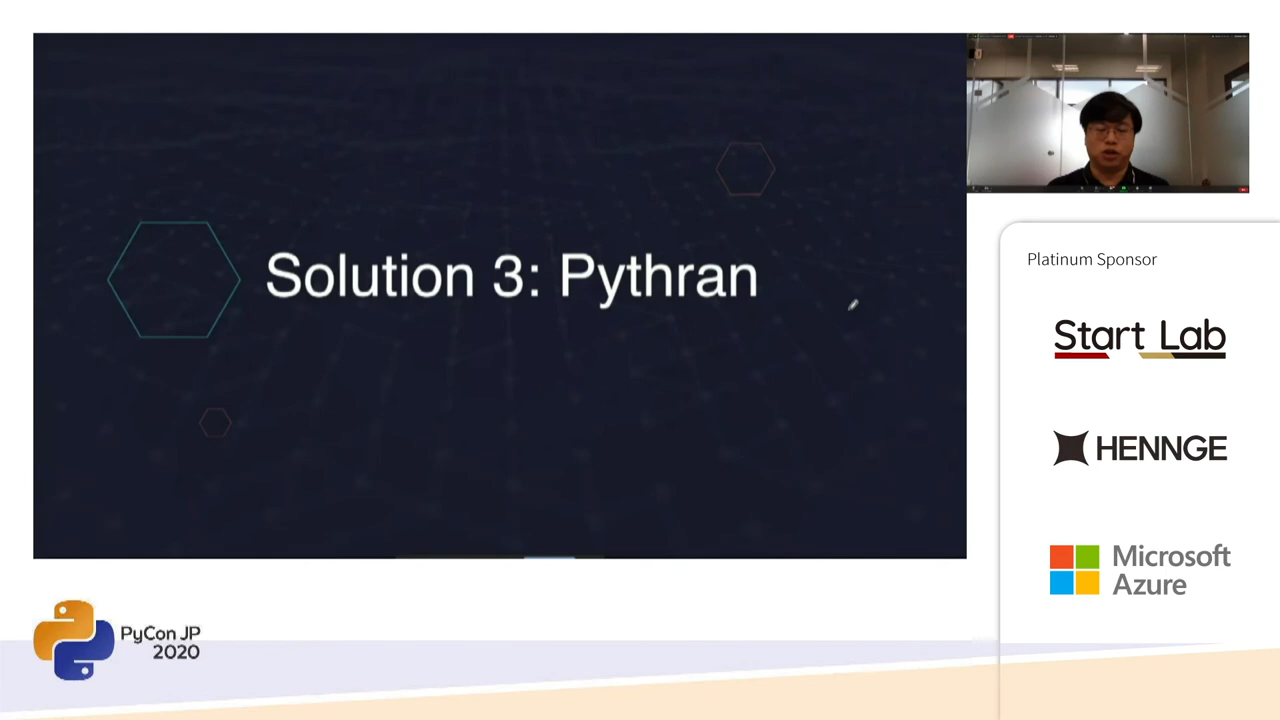 Solution 3: Pythran
Platinum Sponsor
Start Lab
HENNGE
Microsoft
Azure
PyCon JP
2020